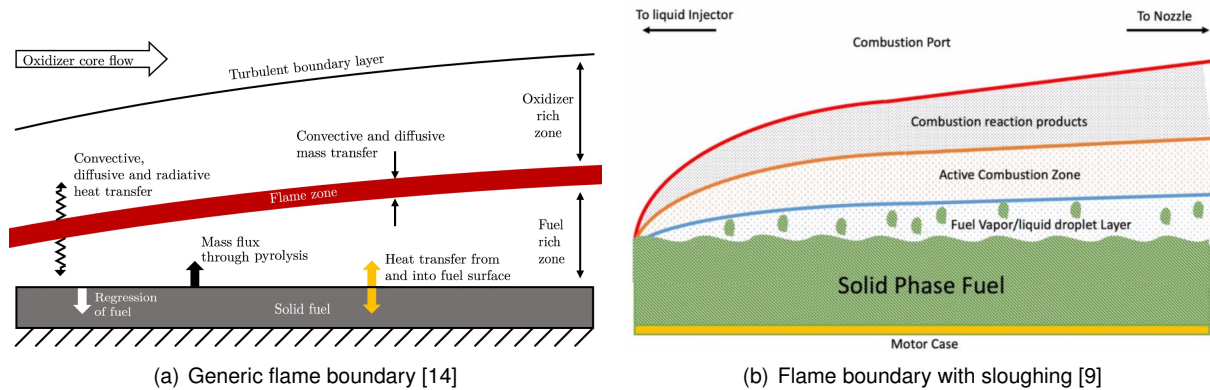 Oxidizer core flow
Turbulent boundary layer
Oxidizer
rich
zone
Convective and diffusive
mass transfer
Convective,
diffusive and radiative
heat transfer
Flame zone
Mass flux
through pyrolysis
Heat transfer from
and into fuel surface
Fuel
rich
zone
Regression
of fuel
Solid fuel
(a) Generic flame boundary [14]
To liquid Injector
To Nozzle
Combustion Port
Combustion reaction products
Active Combustion Zone
Fuel Vapor/liquid droplet Layer
Solid Phase Fuel
Motor Case
(b) Flame boundary with sloughing [9]